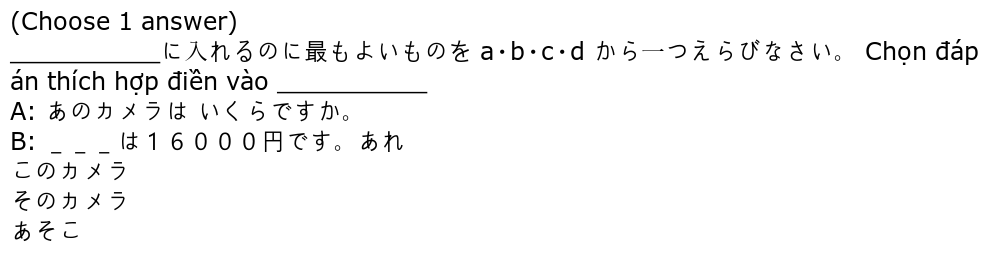 (Choose 1 answer)
____________に入れるのに最もよいものを a・b・c・d から一つえらびなさい。 Chọn đáp
án thích hợp điền vào ____________
A: あのカメラは いくらですか。
B: _ _ _ は１６０００円です。あれ
このカメラ
そのカメラ
あそこ